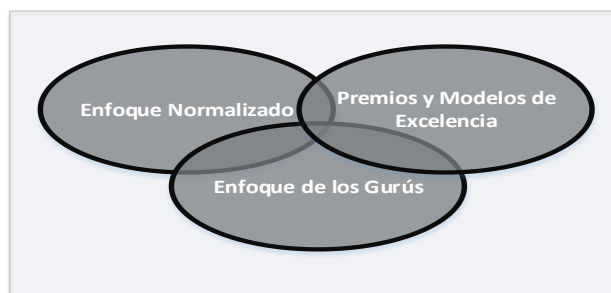 Enfoque Normalizado
Premios y Modelos de
Excelencia
Enfoque de los Gurús